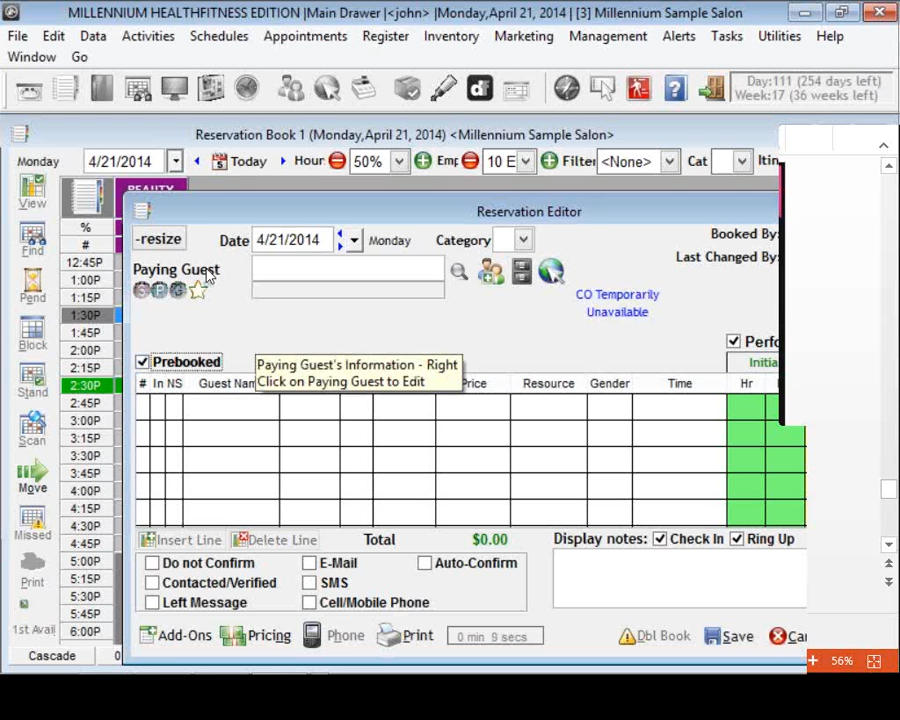 MILLENNIUM HEALTHFITNESS EDITION |Main Drawer |<john> |Monday,April 21, 2014 | [3] Millennium Sample Salon
File Edit Data Activities Schedules Appointments Register Inventory Marketing Management Alerts Tasks Utilities Help
Window Go
Day:111 (254 days left)
Week:17 (36 weeks left)
Reservation Book 1 (Monday,April 21, 2014) <Millennium Sample Salon>
Monday 4/21/2014 Today Hour 50% Emp 10 E Filter <None> Cat Itin
View
Find
Pend
Block
Stand
Scan
Move
Missed
Print
1st Avail
BEAUTY
%
#
12:45P
1:00P
1:15P
1:30P
1:45P
2:00P
2:15P
2:30P
2:45P
3:00P
3:15P
3:30P
3:45P
4:00P
4:15P
4:30P
4:45P
5:00P
5:15P
5:30P
5:45P
6:00P
Reservation Editor
-resize Date 4/21/2014 Monday Category Booked By:
Last Changed By:
Paying Guest
S P G
CO Temporarily
Unavailable
Perfo
Prebooked
Initia
Paying Guest's Information - Right
Click on Paying Guest to Edit
# In NS Guest Nam Price Resource Gender Time Hr
Insert Line Delete Line Total $0.00 Display notes: Check In Ring Up
Do not Confirm E-Mail Auto-Confirm
Contacted/Verified SMS
Left Message Cell/Mobile Phone
Add-Ons Pricing Phone Print 0 min 9 secs Dbl Book Save Car
Cascade 0
56%